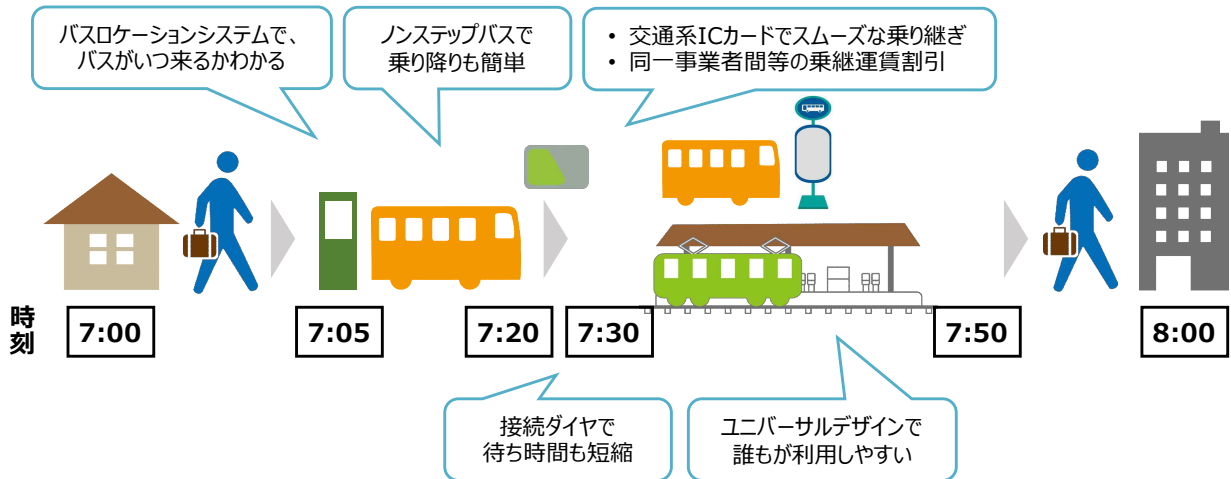 バスロケーションシステムで、
バスがいつ来るかわかる
ノンステップバスで
乗り降りも簡単
• 交通系ICカードでスムーズな乗り継ぎ
• 同一事業者間等の乗継運賃割引
時刻
7:00
7:05
7:20
7:30
7:50
8:00
接続ダイヤで
待ち時間も短縮
ユニバーサルデザインで
誰もが利用しやすい